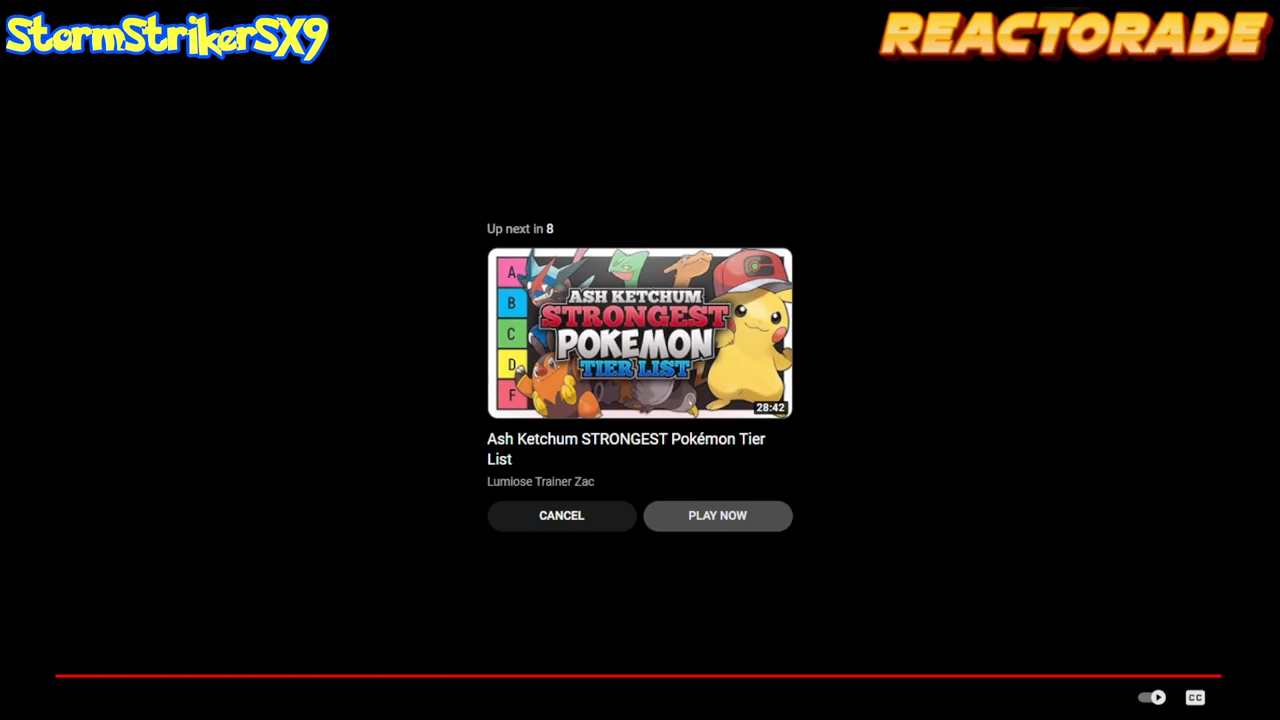 StormStrikerSX9
REACTORADE
Up next in 8
A
B
C
D
F
ASH KETCHUM
STRONGEST
POKEMON
TIER LIST
28:42
Ash Ketchum STRONGEST Pokémon Tier
List
Lumiose Trainer Zac
CANCEL
PLAY NOW
CC